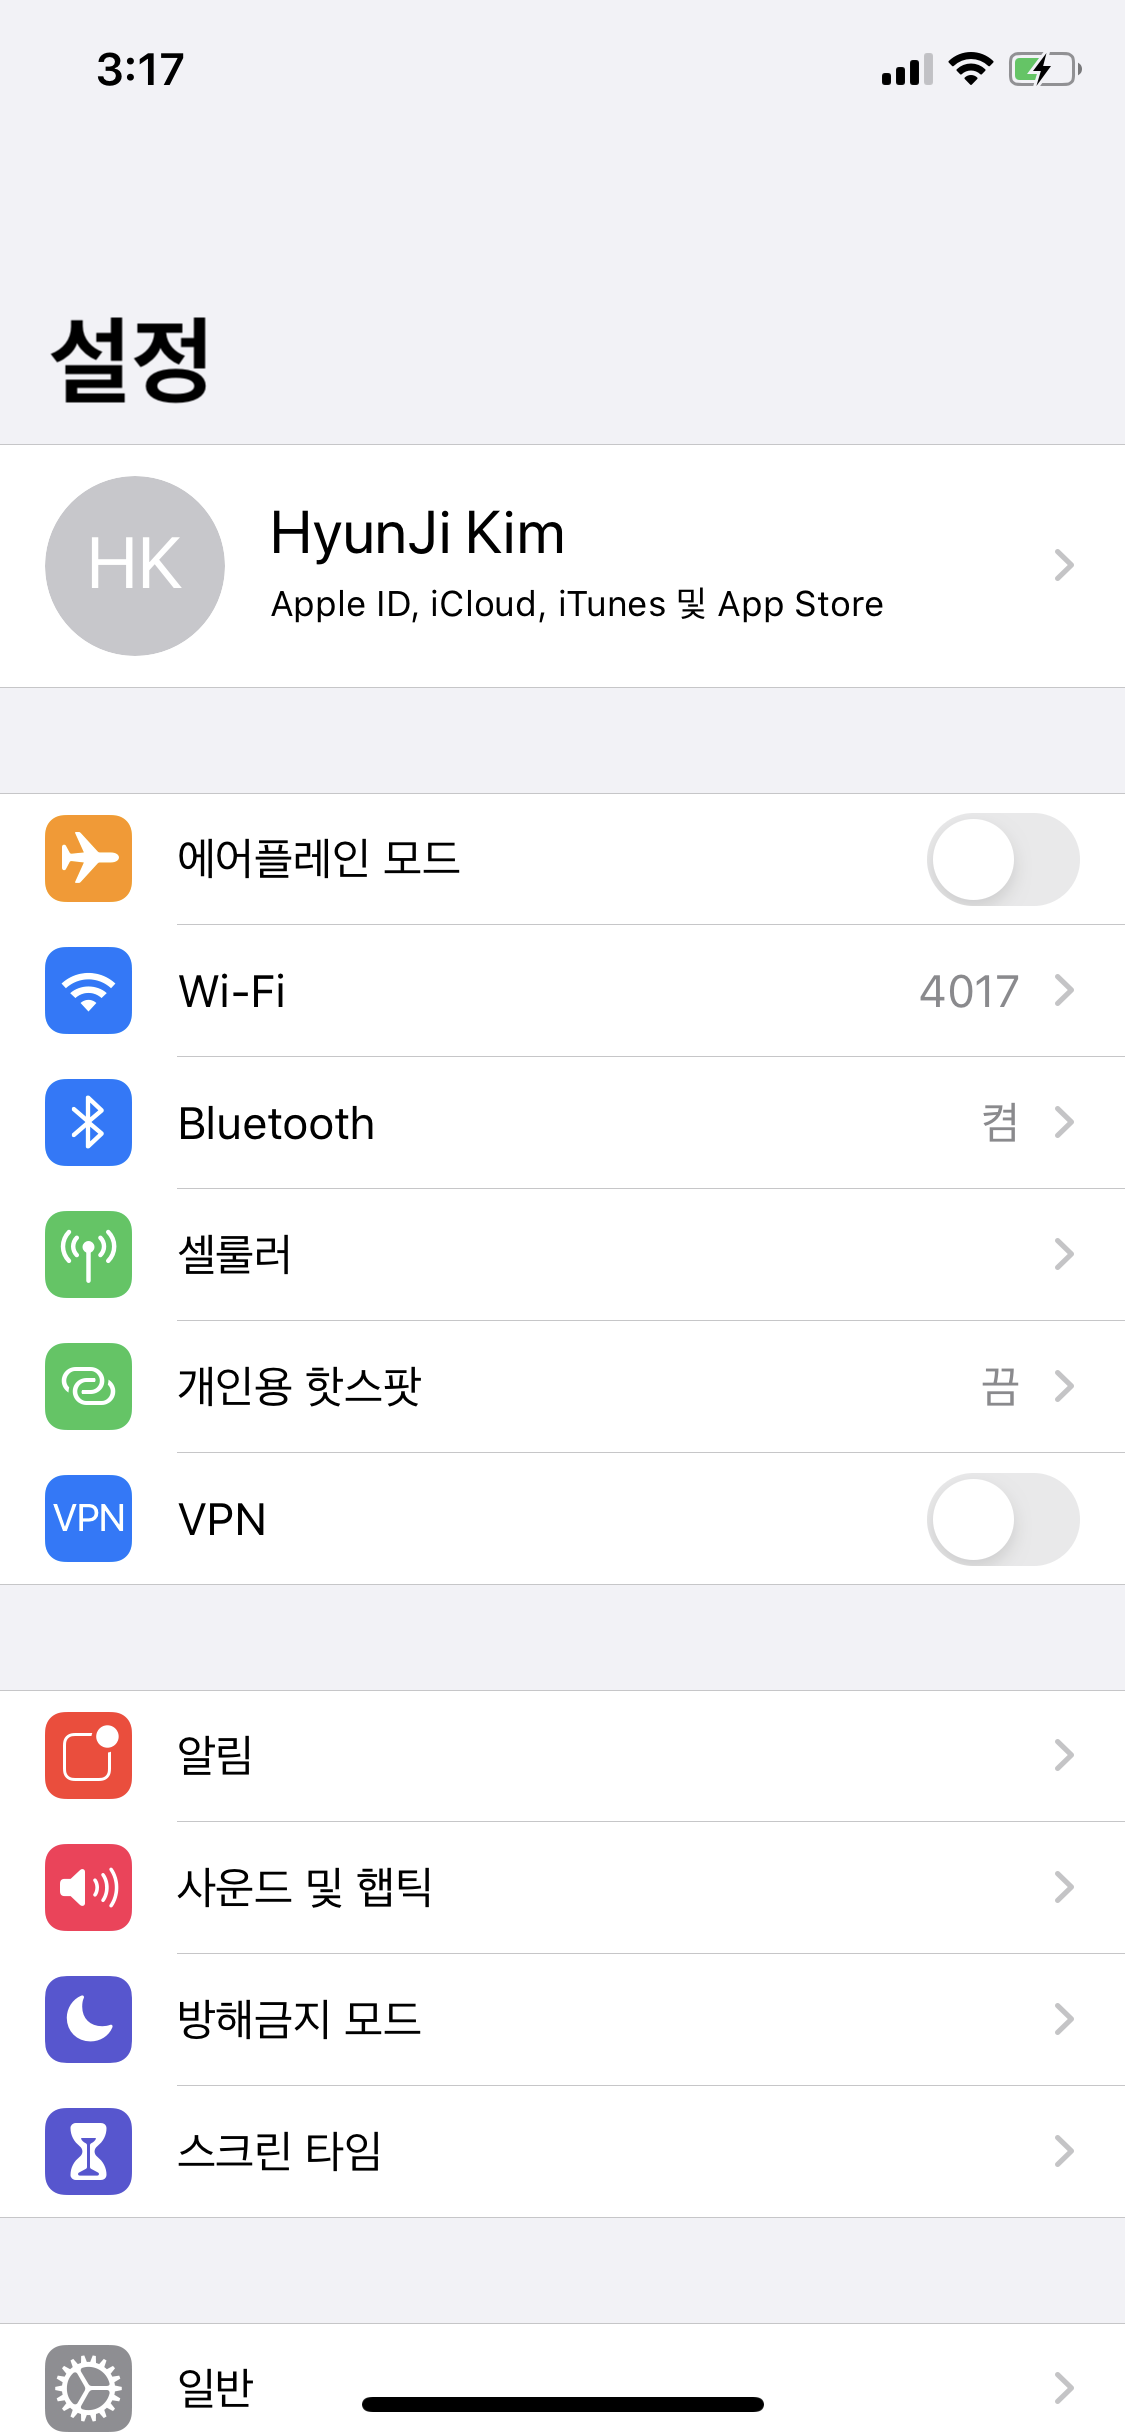 3:17
설정
HK
HyunJi Kim
Apple ID, iCloud, iTunes 및 App Store
에어플레인 모드
Wi-Fi 4017
Bluetooth 켬
셀룰러
개인용 핫스팟 끔
VPN VPN
알림
사운드 및 햅틱
방해금지 모드
스크린 타임
일반